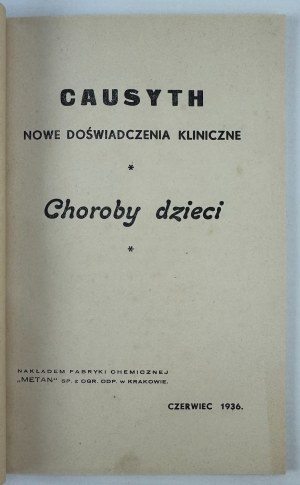 CAUSYTH
NOWE DOŚWIADCZENIA KLINICZNE
*
Choroby dzieci
*
NAKŁADEM FABRYKI CHEMICZNEJ
„METAN” SP. Z OGR. ODP. W KRAKOWIE.
CZERWIEC 1936.